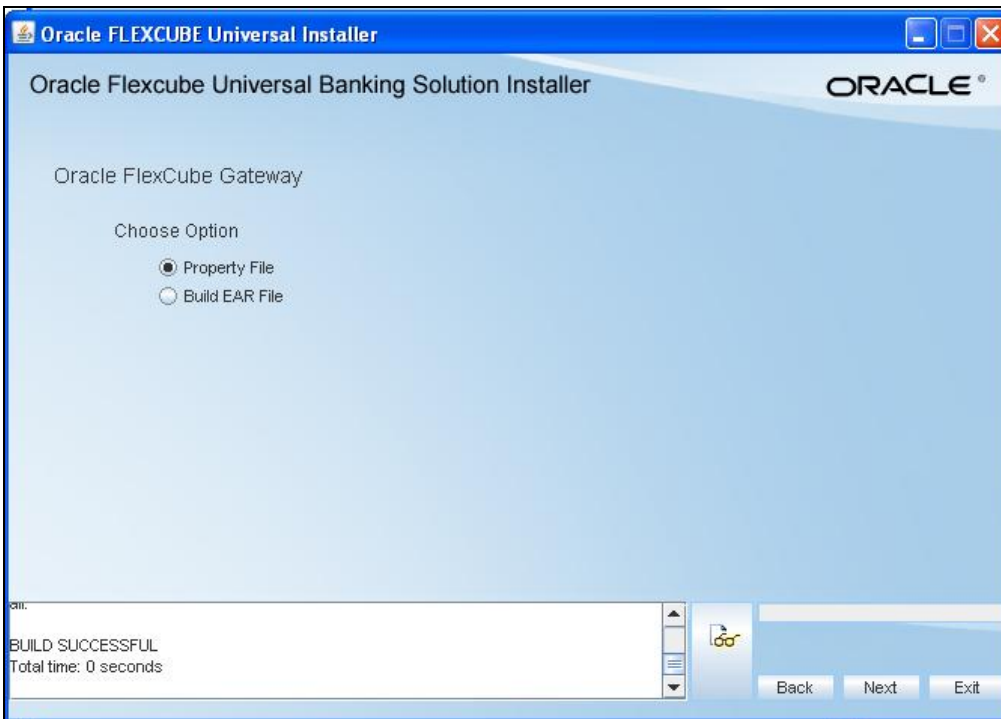 Oracle FLEXCUBE Universal Installer
Oracle Flexcube Universal Banking Solution Installer
ORACLE®
Oracle FlexCube Gateway
Choose Option
Property File
Build EAR File
BUILD SUCCESSFUL
Total time: 0 seconds
Back Next Exit